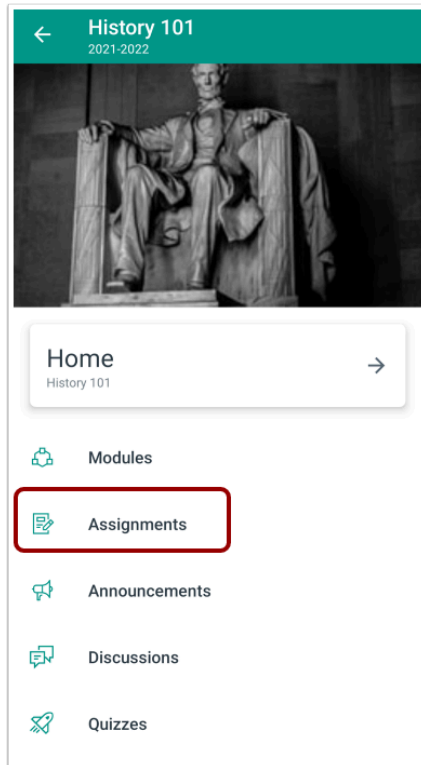 History 101
2021-2022
Home
History 101
Modules
Assignments
Announcements
Discussions
Quizzes